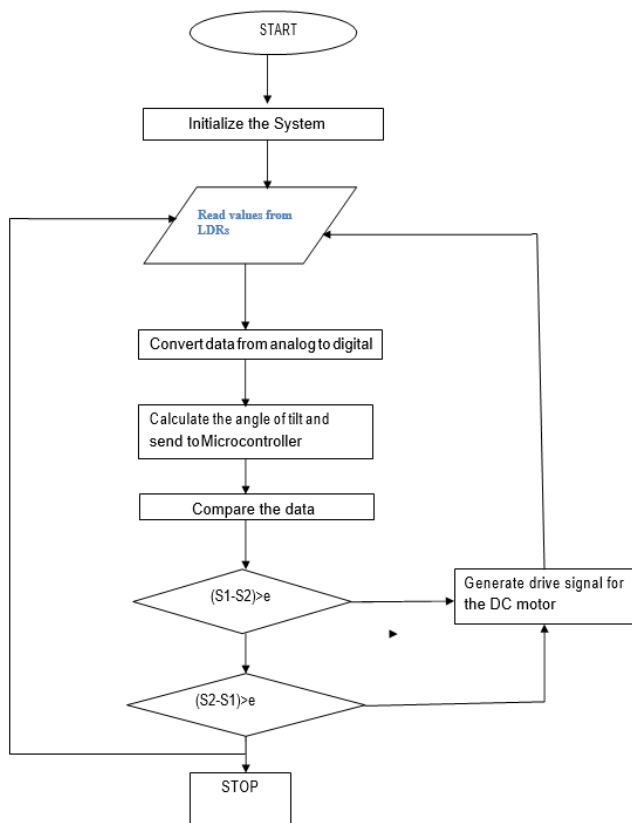 START
Initialize the System
Read values from
LDRs
Convert data from analog to digital
Calculate the angle of tilt and
send to Microcontroller
Compare the data
(S1-S2)>e
Generate drive signal for
the DC motor
(S2-S1)>e
STOP